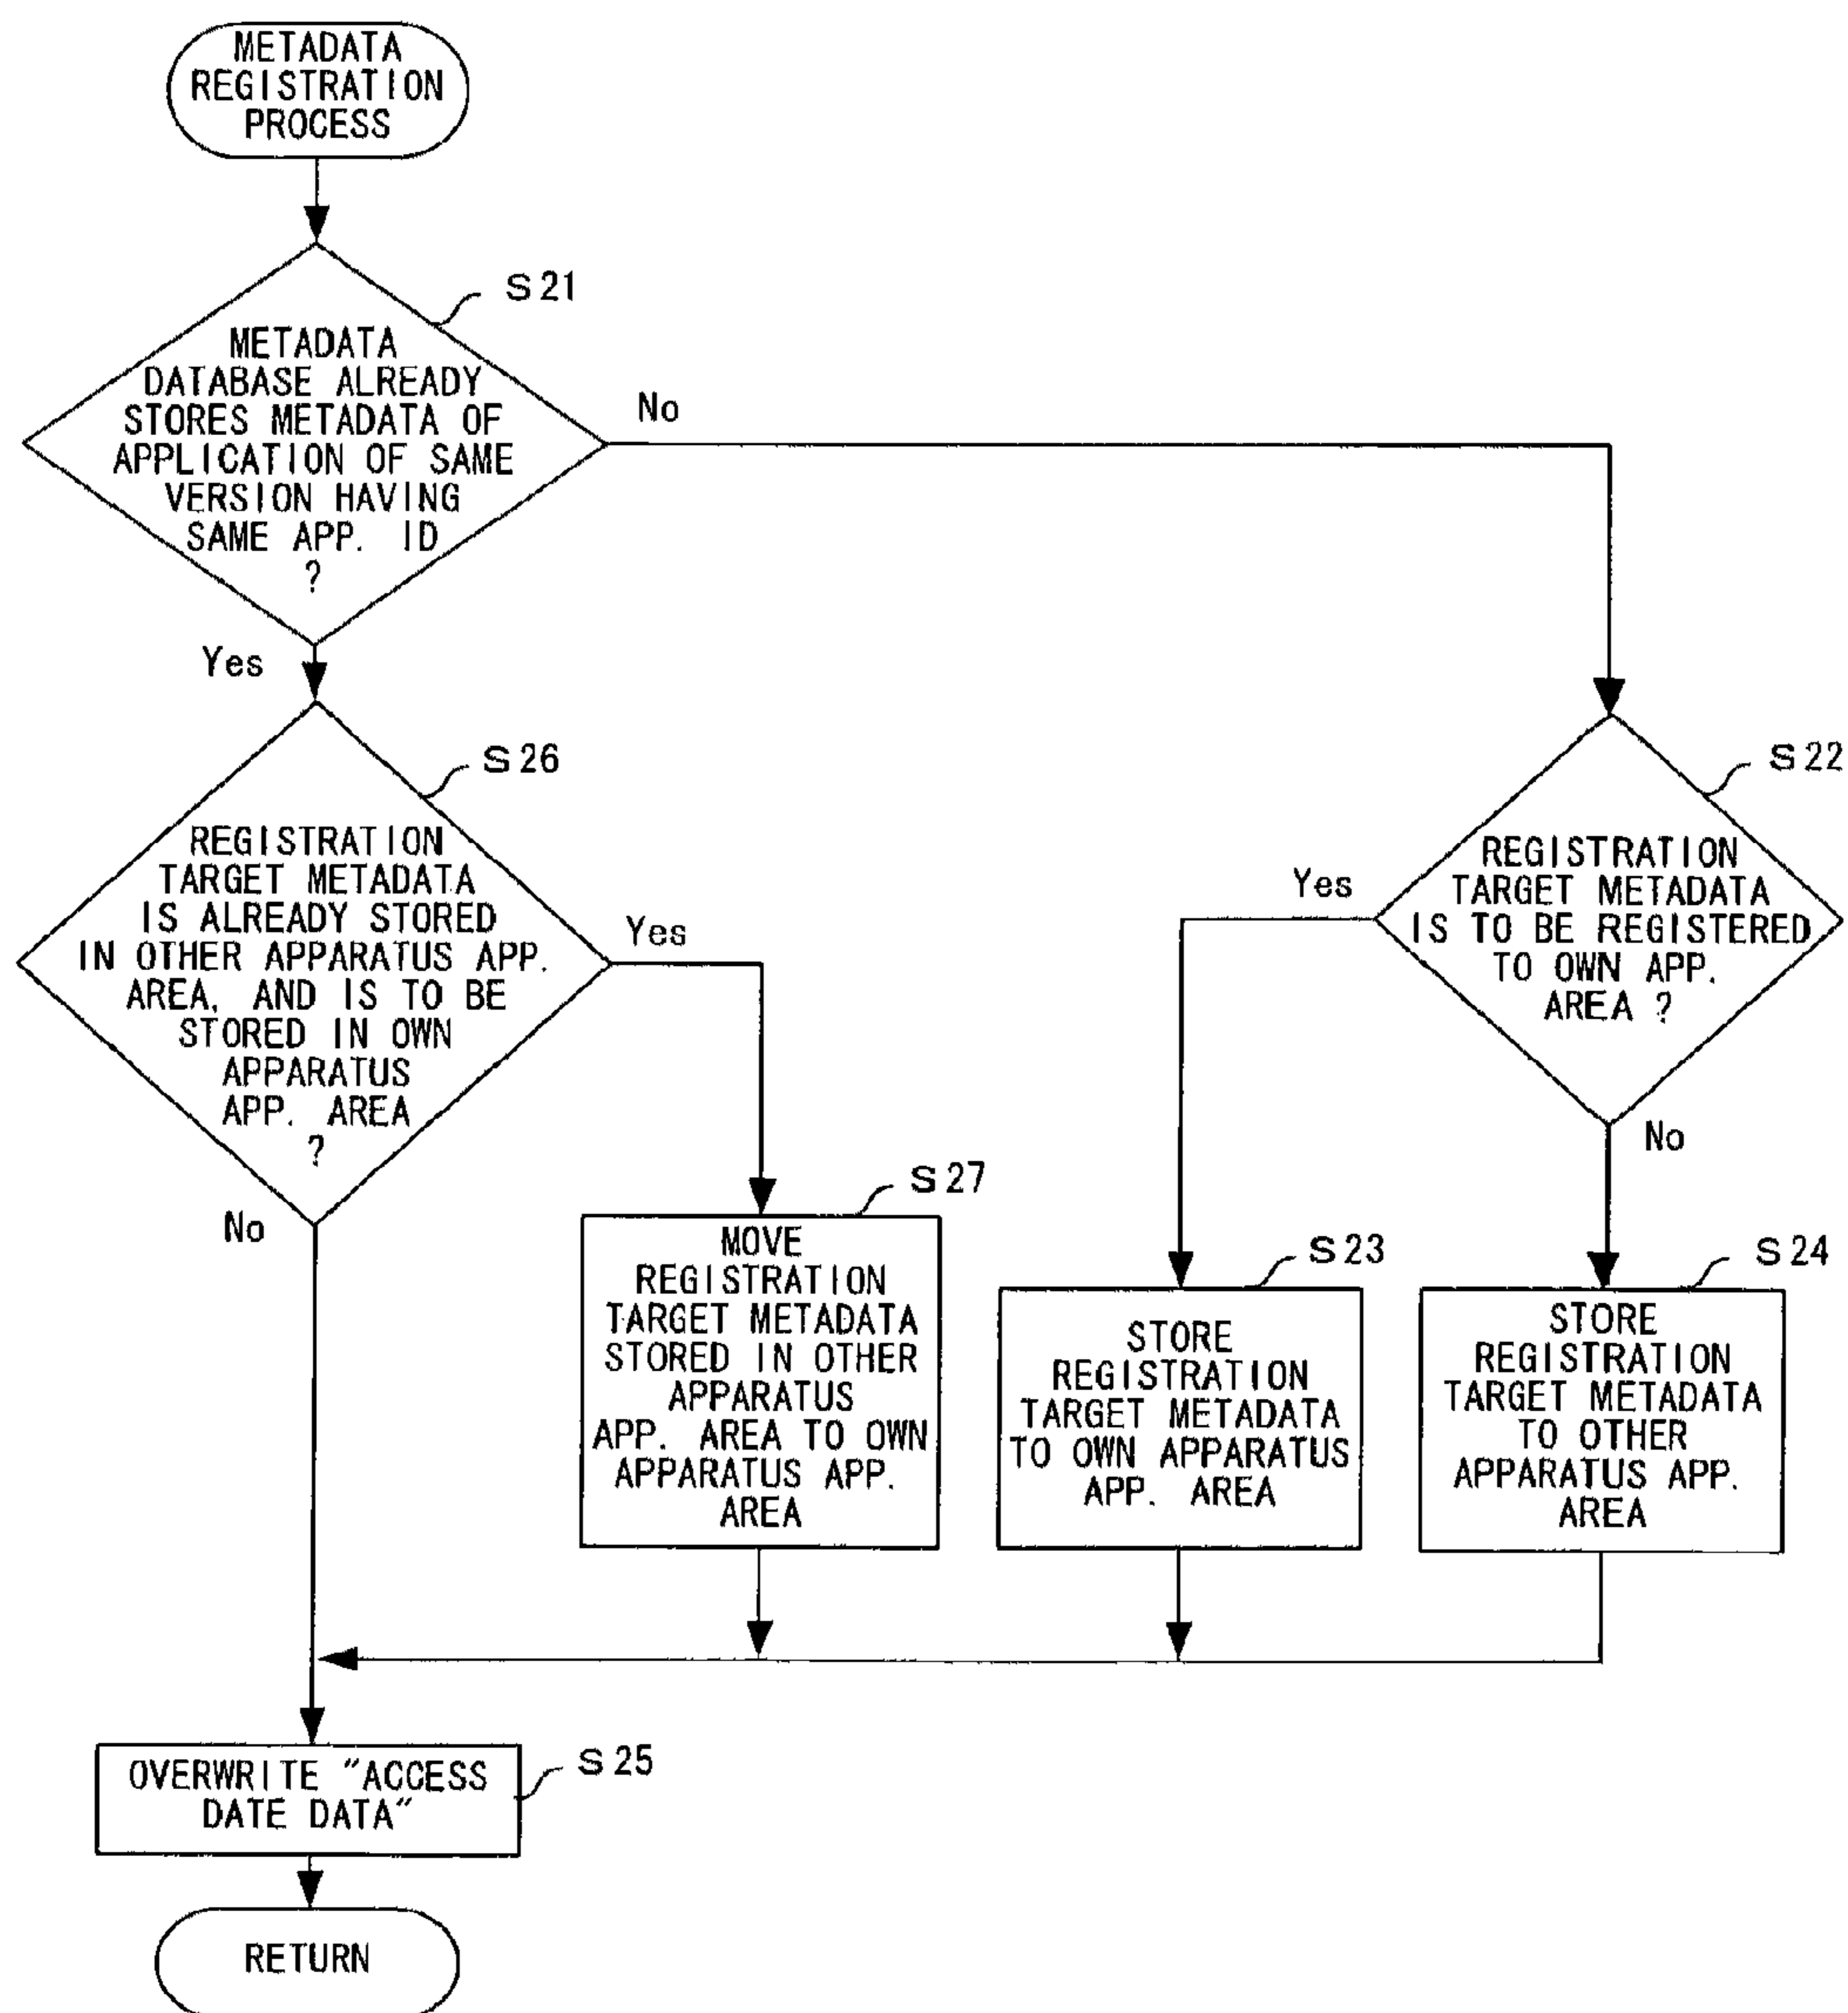 METADATA
REGISTRATION
PROCESS
S21
METADATA
DATABASE ALREADY
STORES METADATA OF
APPLICATION OF SAME
VERSION HAVING
SAME APP. ID
?
No
Yes
S26
REGISTRATION
TARGET METADATA
IS ALREADY STORED
IN OTHER APPARATUS APP.
AREA, AND IS TO BE
STORED IN OWN
APPARATUS
APP. AREA
?
Yes
No
S22
REGISTRATION
TARGET METADATA
IS TO BE REGISTERED
TO OWN APP.
AREA ?
Yes
No
S27
MOVE
REGISTRATION
TARGET METADATA
STORED IN OTHER
APPARATUS
APP. AREA TO OWN
APPARATUS APP.
AREA
S23
STORE
REGISTRATION
TARGET METADATA
TO OWN APPARATUS
APP. AREA
S24
STORE
REGISTRATION
TARGET METADATA
TO OTHER
APPARATUS APP.
AREA
OVERWRITE "ACCESS
DATE DATA"
S25
RETURN